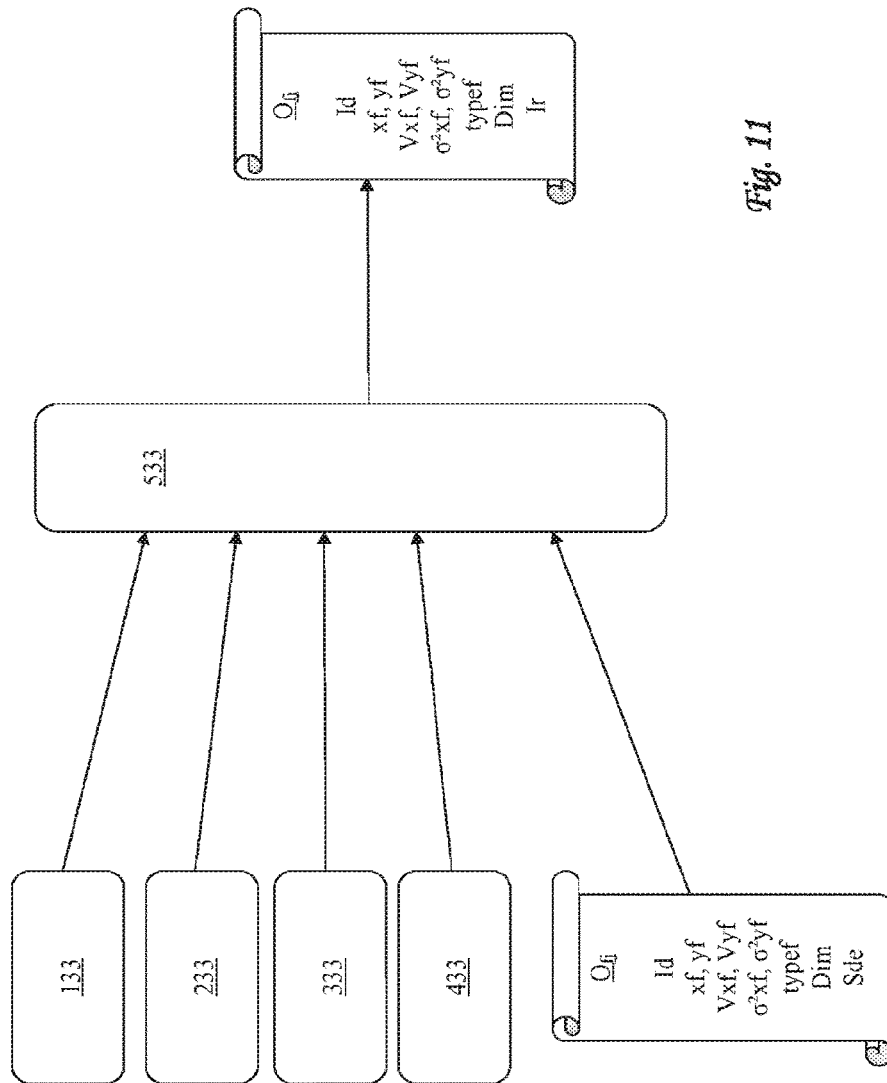 133
233
333
433
O_fj
Id
xf, yf
Vxf, Vyf
σ²xf, σ²yf
typef
Dim
Sde
533
O_fj
Id
xf, yf
Vxf, Vyf
σ²xf, σ²yf
typef
Dim
Ir
Fig. 11